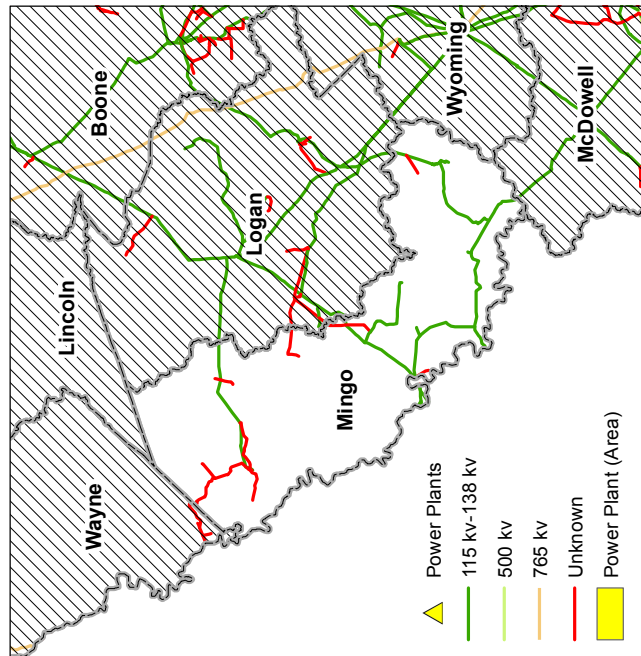 Wayne
Lincoln
Boone
Logan
Mingo
Wyoming
McDowell
Power Plants
115 kv-138 kv
500 kv
765 kv
Unknown
Power Plant (Area)